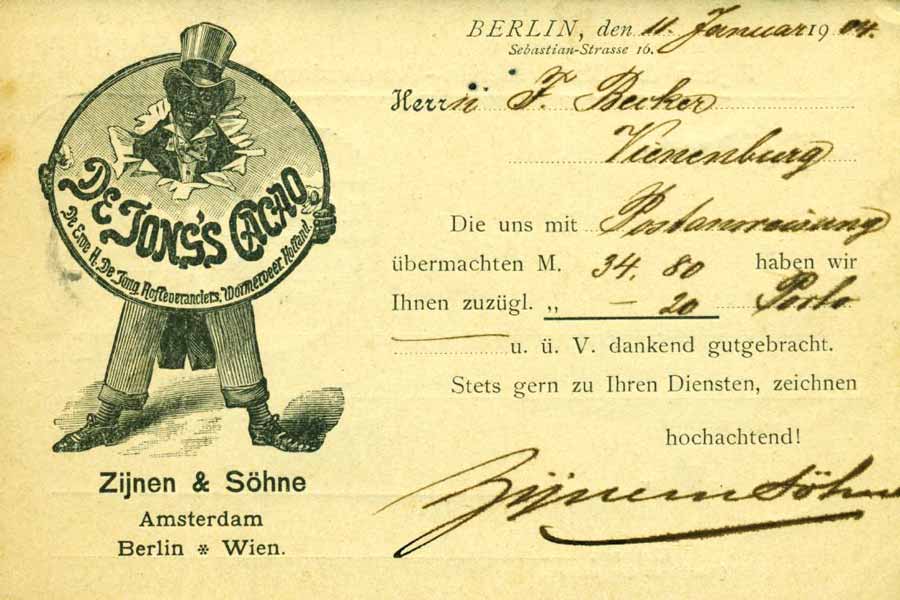 BERLIN, den 11. Januar 1904.
Sebastian-Strasse 16.
Herrn F. Becker
Vienenburg
Die uns mit Postanweisung
übermachten M. 34.80 haben wir
Ihnen zuzügl. „ — 20 Porto
u. ü. V. dankend gutgebracht.
Stets gern zu Ihren Diensten, zeichnen
hochachtend!
Zijnen & Söhne
DE JONG'S CACAO
De Erve H. De Jong, Hofleveranciers, Wormerveer Holland.
Zijnen & Söhne
Amsterdam
Berlin * Wien.